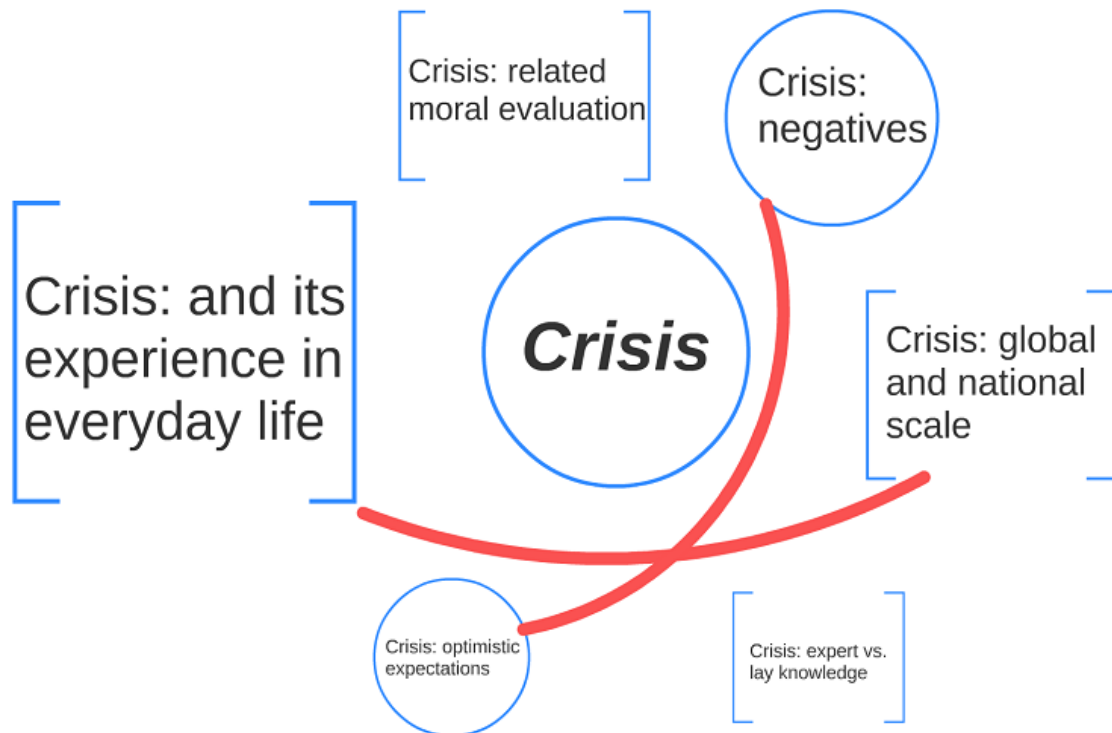 Crisis: related
moral evaluation
Crisis:
negatives
Crisis: and its
experience in
everyday life
Crisis
Crisis: global
and national
scale
Crisis: optimistic
expectations
Crisis: expert vs.
lay knowledge